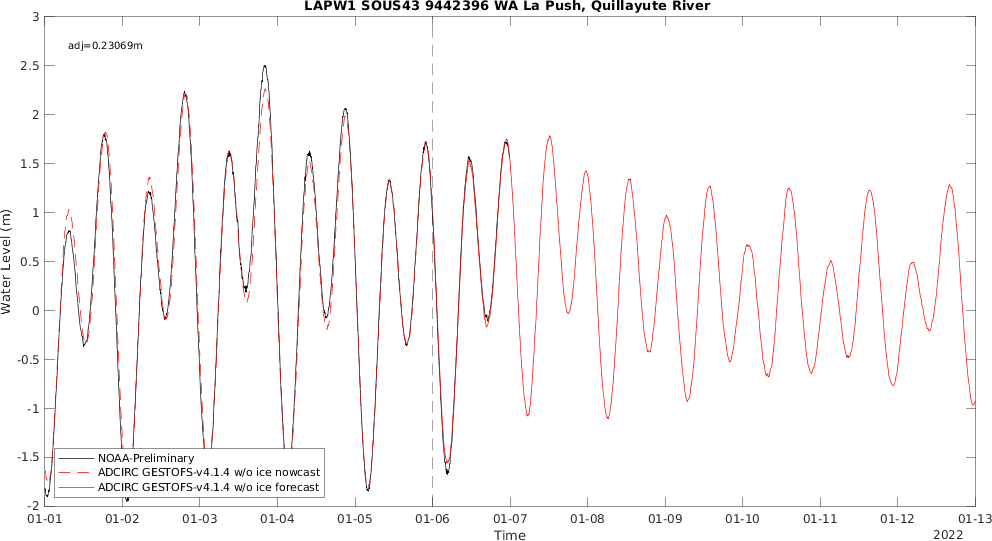 LAPW1 SOUS43 9442396 WA La Push, Quillayute River
adj=0.23069m
Water Level (m)
3
2.5
2
1.5
1
0.5
0
-0.5
-1
-1.5
-2
NOAA-Preliminary
ADCIRC GESTOFS-v4.1.4 w/o ice nowcast
ADCIRC GESTOFS-v4.1.4 w/o ice forecast
01-01 01-02 01-03 01-04 01-05 01-06 01-07 01-08 01-09 01-10 01-11 01-12 01-13
Time
2022